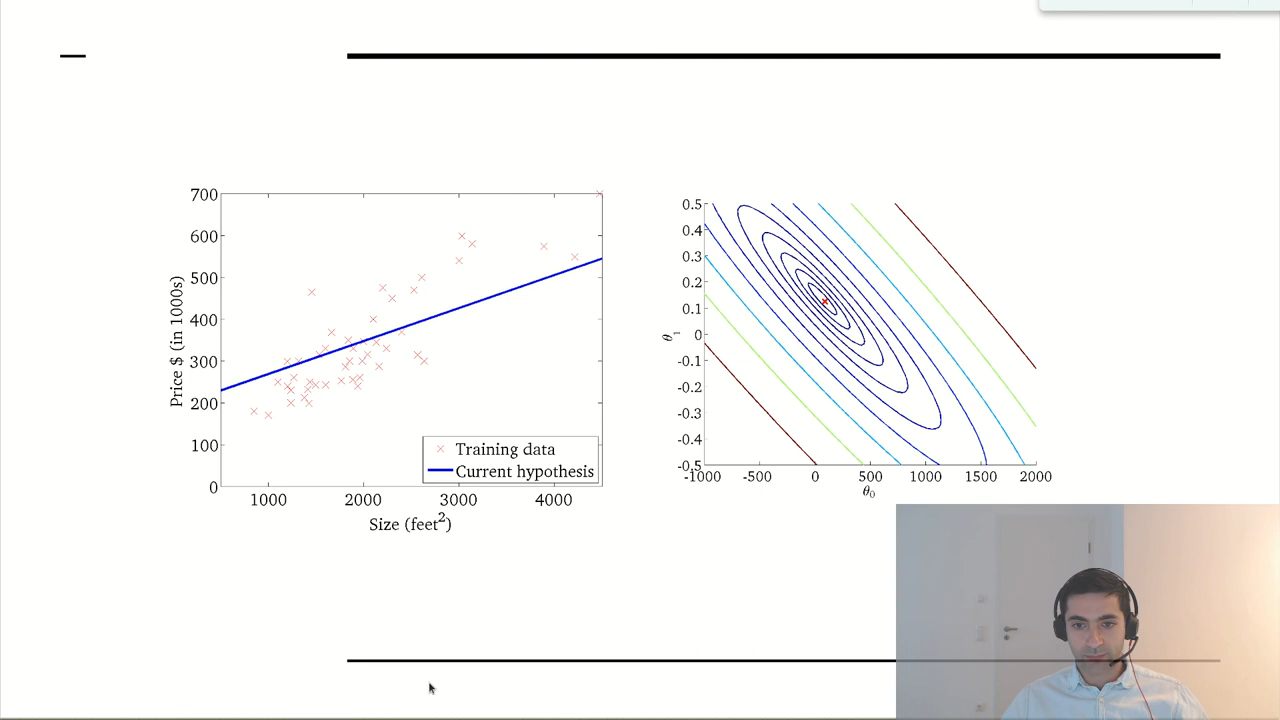 700
600
500
400
300
200
100
0
Price $ (in 1000s)
Training data
Current hypothesis
1000 2000 3000 4000
Size (feet²)
0.5
0.4
0.3
0.2
0.1
0
-0.1
-0.2
-0.3
-0.4
-0.5
θ₁
-1000 -500 0 500 1000 1500 2000
θ₀